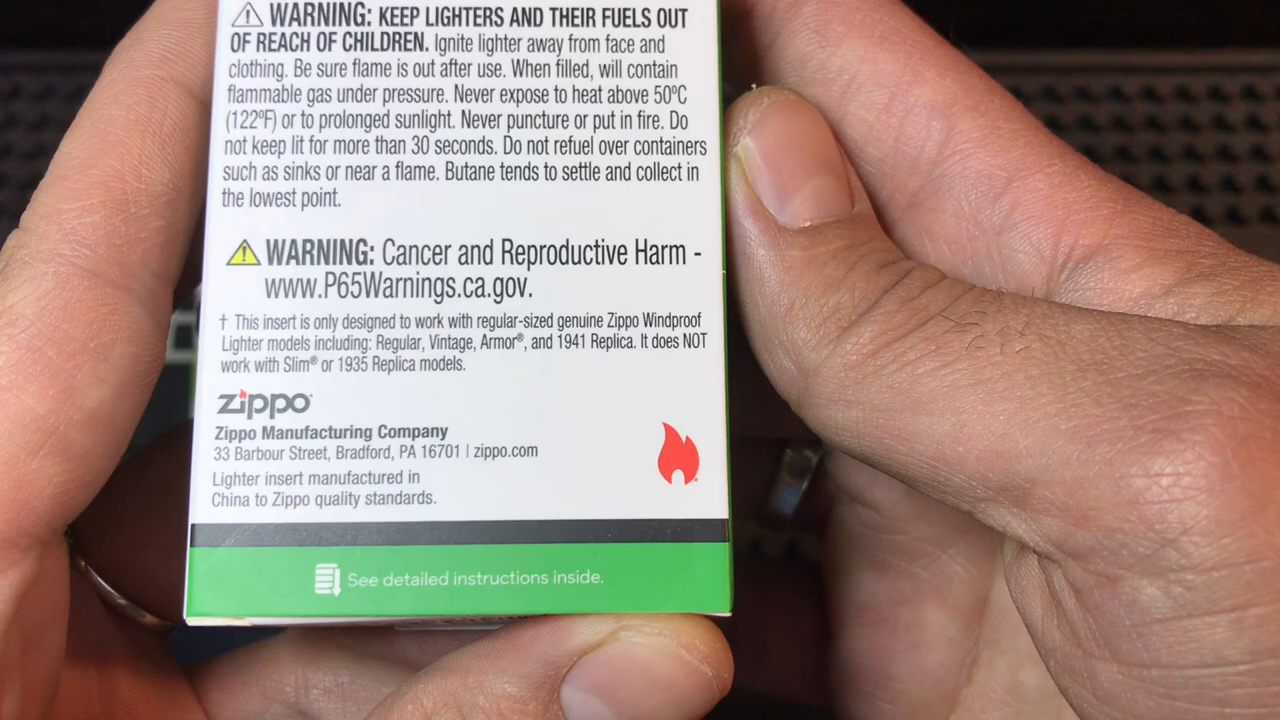 ⚠ WARNING: KEEP LIGHTERS AND THEIR FUELS OUT
OF REACH OF CHILDREN. Ignite lighter away from face and
clothing. Be sure flame is out after use. When filled, will contain
flammable gas under pressure. Never expose to heat above 50ºC
(122ºF) or to prolonged sunlight. Never puncture or put in fire. Do
not keep lit for more than 30 seconds. Do not refuel over containers
such as sinks or near a flame. Butane tends to settle and collect in
the lowest point.
⚠ WARNING: Cancer and Reproductive Harm -
www.P65Warnings.ca.gov.
† This insert is only designed to work with regular-sized genuine Zippo Windproof
Lighter models including: Regular, Vintage, Armor®, and 1941 Replica. It does NOT
work with Slim® or 1935 Replica models.
zippo
Zippo Manufacturing Company
33 Barbour Street, Bradford, PA 16701 | zippo.com
Lighter insert manufactured in
China to Zippo quality standards.
See detailed instructions inside.